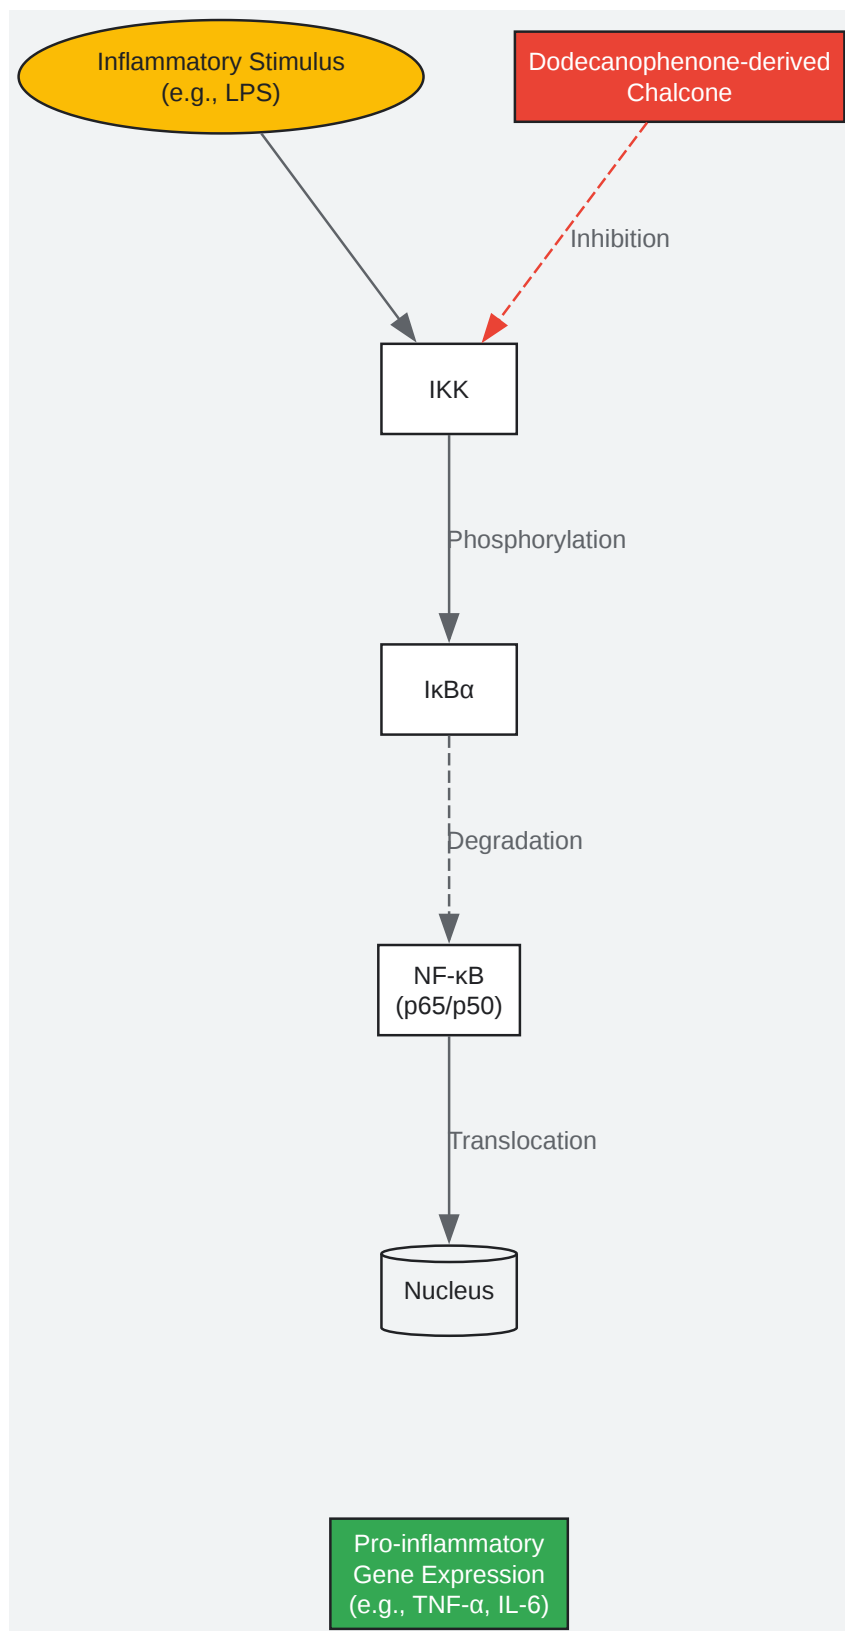 Inflammatory Stimulus
(e.g., LPS)
Dodecanophenone-derived
Chalcone
Inhibition
IKK
Phosphorylation
IκBα
Degradation
NF-κB
(p65/p50)
Translocation
Nucleus
Pro-inflammatory
Gene Expression
(e.g., TNF-α, IL-6)